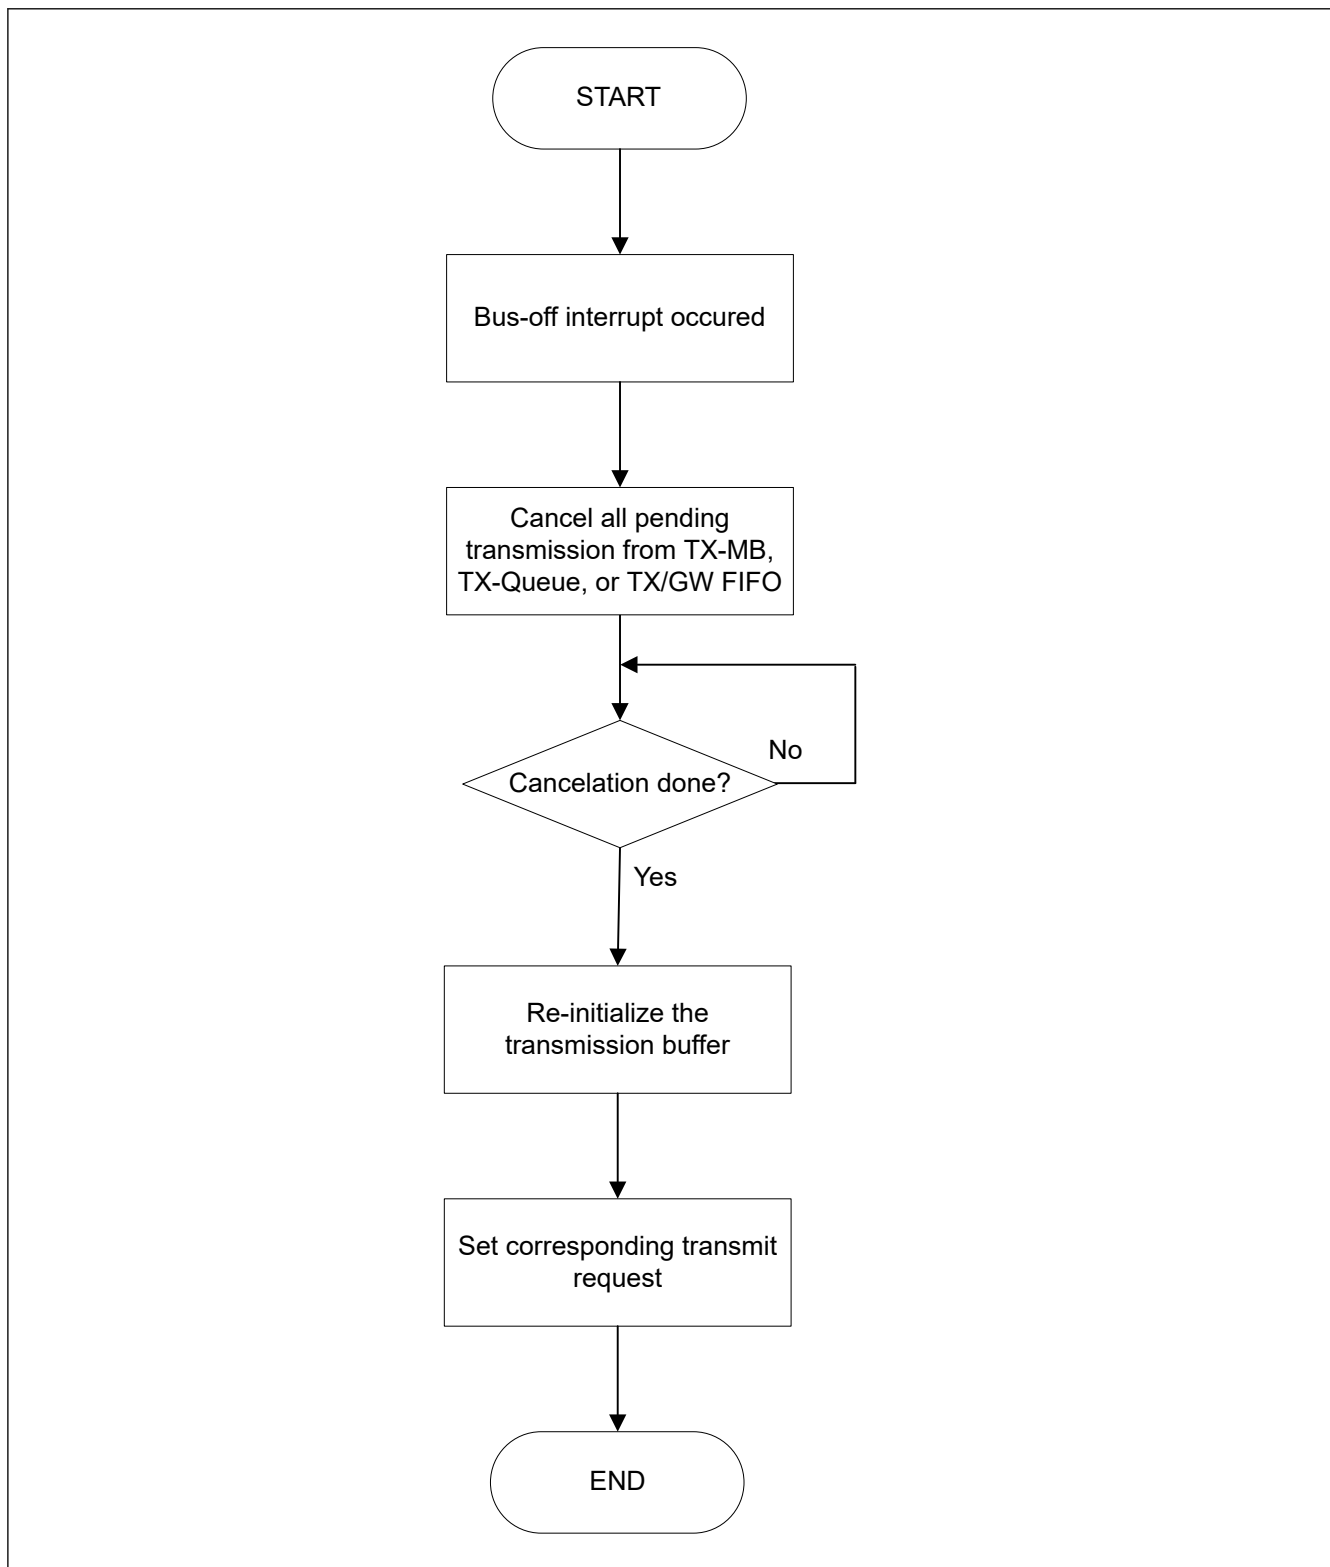 START
Bus-off interrupt occured
Cancel all pending
transmission from TX-MB,
TX-Queue, or TX/GW FIFO
No
Cancelation done?
Yes
Re-initialize the
transmission buffer
Set corresponding transmit
request
END